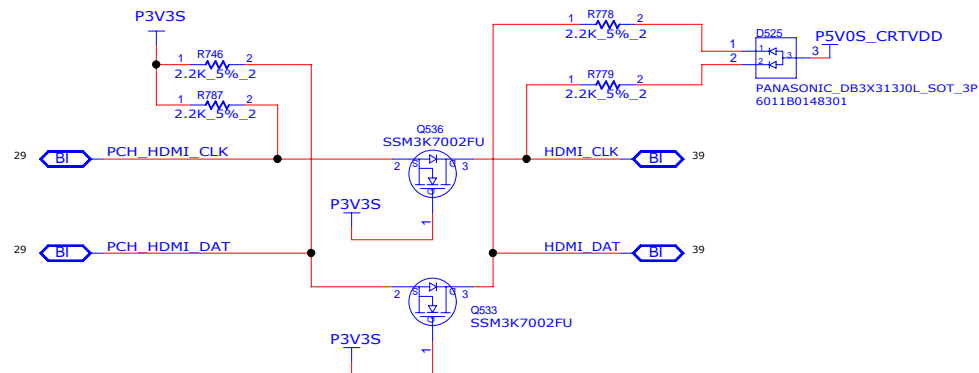 P3V3S
1 R746 2
2.2K_5%_2
1 R787 2
2.2K_5%_2
1 R778 2
2.2K_5%_2
1 R779 2
2.2K_5%_2
D525
1 1 3 3 P5V0S_CRTVDD
2 2
PANASONIC_DB3X313J0L_SOT_3P
6011B0148301
Q536
SSM3K7002FU
29 BI PCH_HDMI_CLK 2 S D 3 HDMI_CLK BI 39
G
1
P3V3S
29 BI PCH_HDMI_DAT HDMI_DAT BI 39
2 S D 3
G
1
Q533
SSM3K7002FU
P3V3S